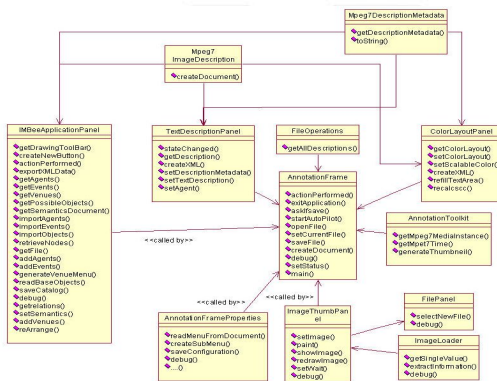 Mpeg7DescriptionMetadata
getDescriptionMetadata()
toString()
Mpeg7
ImageDescription
createDocument()
IMBeeApplicationPanel
getDrawingToolBar()
createNewButton()
actionPerformed()
exportXMLData()
getAgents()
getEvents()
getVenues()
getPossibleObjects()
getSemanticsDocument()
importAgents()
importEvents()
importObjects()
retrieveNodes()
getFile()
addAgents()
addEvents()
generateVenueMenu()
readBaseObjects()
saveCatalog()
debug()
getrelations()
setSemantics()
addVenues()
reArrange()
TextDescriptionPanel
stateChanged()
getDescription()
createXML()
setDescriptionMetadata()
setTextDescription()
setAgent()
FileOperations
getAllDescriptions()
ColorLayoutPanel
getColorLayout()
setColorLayout()
setScalableColor()
createXML()
refillTextArea()
recalcscc()
AnnotationFrame
actionPerformed()
exitApplication()
askIfsave()
startAutoPilot()
openFile()
setCurrentFile()
saveFile()
createDocument()
debug()
setStatus()
main()
AnnotationToolkit
getMpeg7MediaInstance()
getMpet7Time()
generateThumbneil()
<<called by>>
<<called by>>
<<called by>>
AnnotationFrameProperties
readMenuFromDocument()
createSubMenu()
saveConfiguration()
debug()
...()
ImageThumbPan
el
setImage()
paint()
showImage()
redrawImage()
setWait()
debug()
FilePanel
selectNewFile()
debug()
ImageLoader
getSingleValue()
extractInformation()
debug()